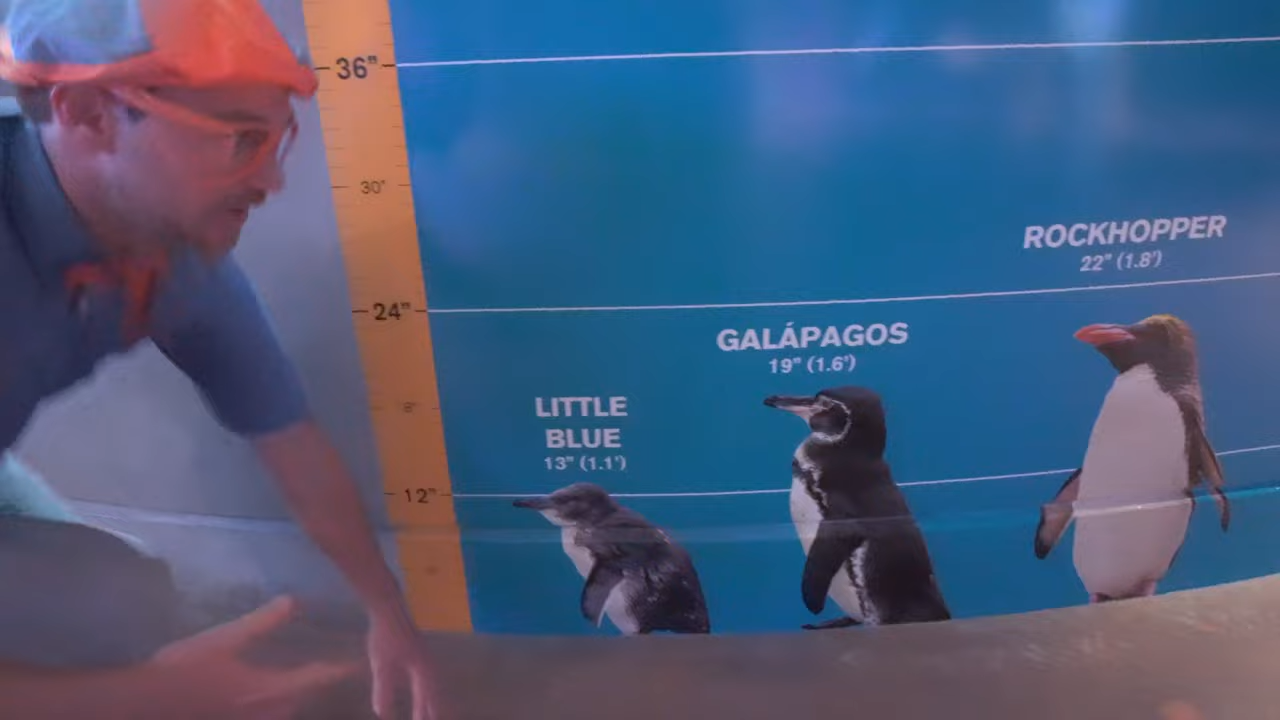 36"
30"
24"
12"
LITTLE
BLUE
13" (1.1')
GALÁPAGOS
19" (1.6')
ROCKHOPPER
22" (1.8')